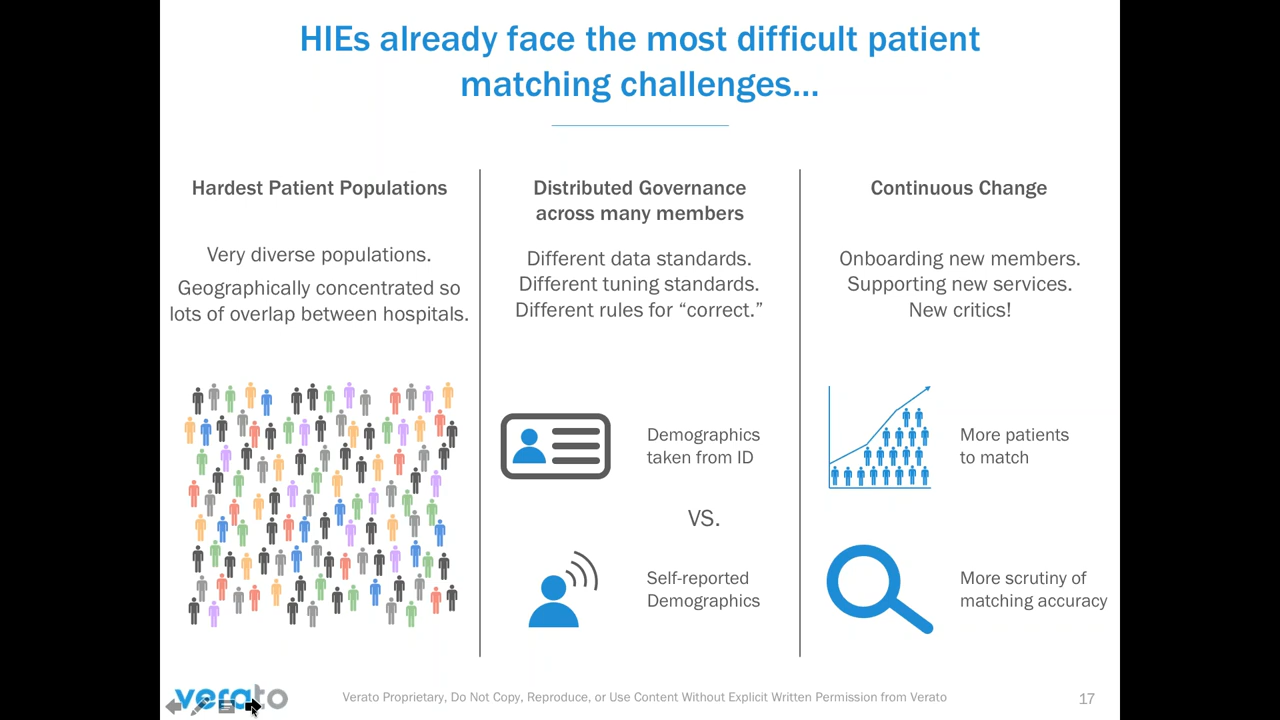 HIEs already face the most difficult patient
matching challenges...
Hardest Patient Populations
Very diverse populations.
Geographically concentrated so
lots of overlap between hospitals.
Distributed Governance
across many members
Different data standards.
Different tuning standards.
Different rules for “correct.”
Demographics
taken from ID
VS.
Self-reported
Demographics
Continuous Change
Onboarding new members.
Supporting new services.
New critics!
More patients
to match
More scrutiny of
matching accuracy
verato
Verato Proprietary, Do Not Copy, Reproduce, or Use Content Without Explicit Written Permission from Verato
17